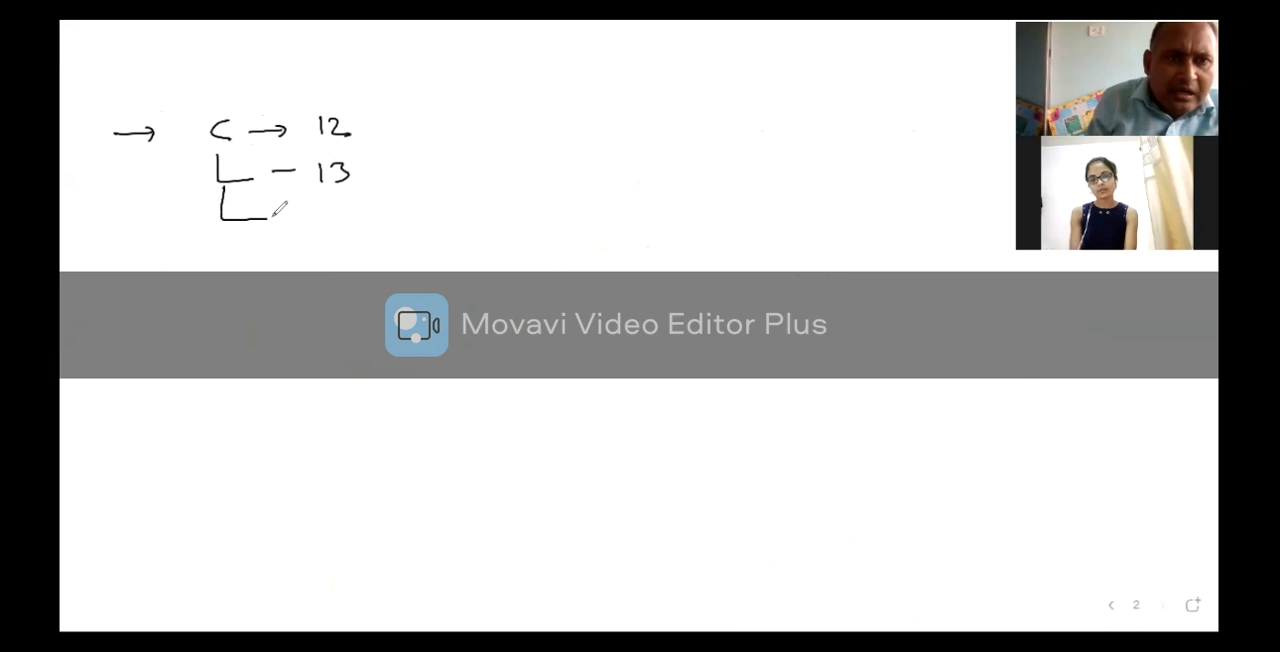 → C → 12
L - 13
L
Movavi Video Editor Plus
2